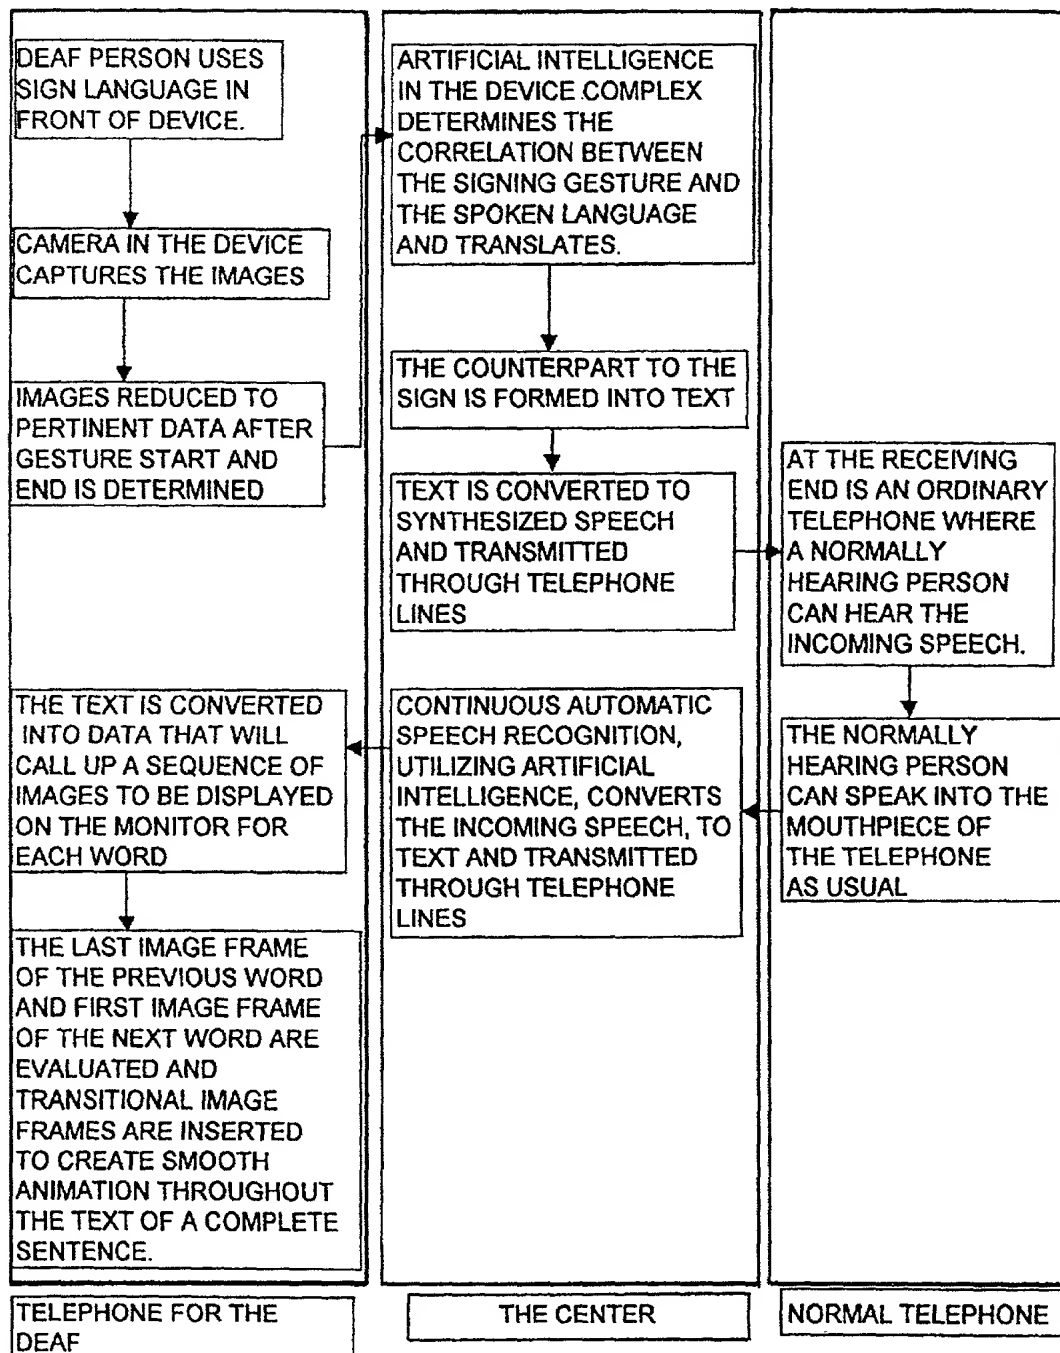 DEAF PERSON USES
SIGN LANGUAGE IN
FRONT OF DEVICE.
CAMERA IN THE DEVICE
CAPTURES THE IMAGES
IMAGES REDUCED TO
PERTINENT DATA AFTER
GESTURE START AND
END IS DETERMINED
ARTIFICIAL INTELLIGENCE
IN THE DEVICE COMPLEX
DETERMINES THE
CORRELATION BETWEEN
THE SIGNING GESTURE AND
THE SPOKEN LANGUAGE
AND TRANSLATES.
THE COUNTERPART TO THE
SIGN IS FORMED INTO TEXT
TEXT IS CONVERTED TO
SYNTHESIZED SPEECH
AND TRANSMITTED
THROUGH TELEPHONE
LINES
AT THE RECEIVING
END IS AN ORDINARY
TELEPHONE WHERE
A NORMALLY
HEARING PERSON
CAN HEAR THE
INCOMING SPEECH.
THE NORMALLY
HEARING PERSON
CAN SPEAK INTO THE
MOUTHPIECE OF
THE TELEPHONE
AS USUAL
CONTINUOUS AUTOMATIC
SPEECH RECOGNITION,
UTILIZING ARTIFICIAL
INTELLIGENCE, CONVERTS
THE INCOMING SPEECH, TO
TEXT AND TRANSMITTED
THROUGH TELEPHONE
LINES
THE TEXT IS CONVERTED
INTO DATA THAT WILL
CALL UP A SEQUENCE OF
IMAGES TO BE DISPLAYED
ON THE MONITOR FOR
EACH WORD
THE LAST IMAGE FRAME
OF THE PREVIOUS WORD
AND FIRST IMAGE FRAME
OF THE NEXT WORD ARE
EVALUATED AND
TRANSITIONAL IMAGE
FRAMES ARE INSERTED
TO CREATE SMOOTH
ANIMATION THROUGHOUT
THE TEXT OF A COMPLETE
SENTENCE.
TELEPHONE FOR THE
DEAF
THE CENTER
NORMAL TELEPHONE